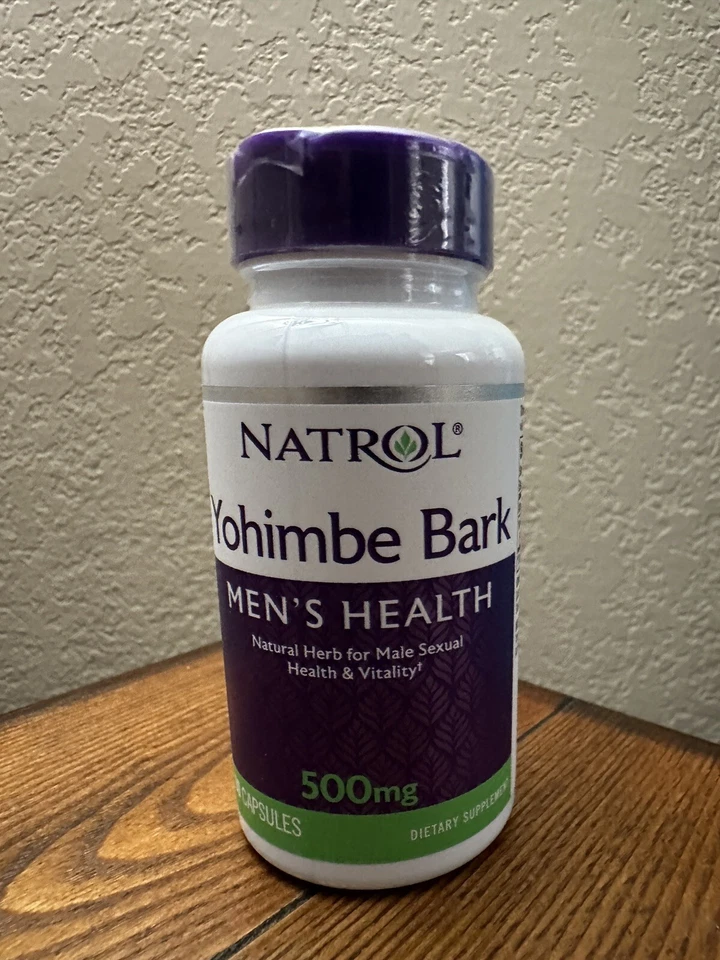 NATROL®
Yohimbe Bark
MEN'S HEALTH
Natural Herb for Male Sexual
Health & Vitality†
500mg
CAPSULES
DIETARY SUPPLEMENT